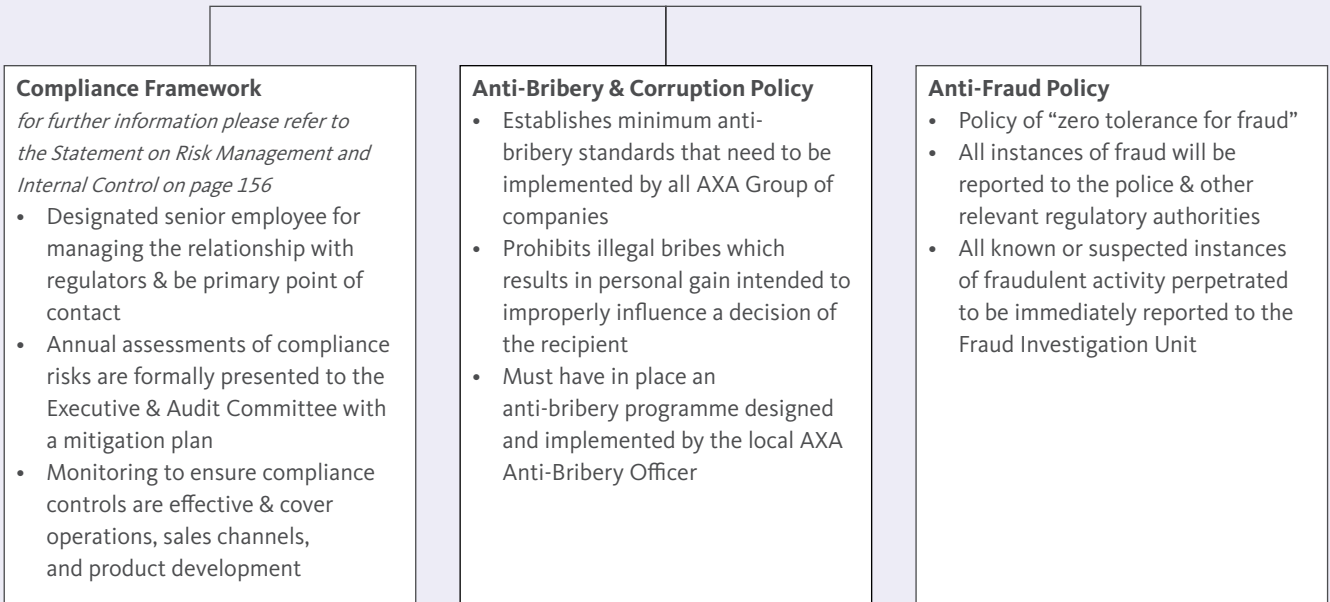 Compliance Framework
for further information please refer to
the Statement on Risk Management and
Internal Control on page 156
• Designated senior employee for
managing the relationship with
regulators & be primary point of
contact
• Annual assessments of compliance
risks are formally presented to the
Executive & Audit Committee with
a mitigation plan
• Monitoring to ensure compliance
controls are effective & cover
operations, sales channels,
and product development
Anti-Bribery & Corruption Policy
• Establishes minimum anti-
bribery standards that need to be
implemented by all AXA Group of
companies
• Prohibits illegal bribes which
results in personal gain intended to
improperly influence a decision of
the recipient
• Must have in place an
anti-bribery programme designed
and implemented by the local AXA
Anti-Bribery Officer
Anti-Fraud Policy
• Policy of “zero tolerance for fraud”
• All instances of fraud will be
reported to the police & other
relevant regulatory authorities
• All known or suspected instances
of fraudulent activity perpetrated
to be immediately reported to the
Fraud Investigation Unit